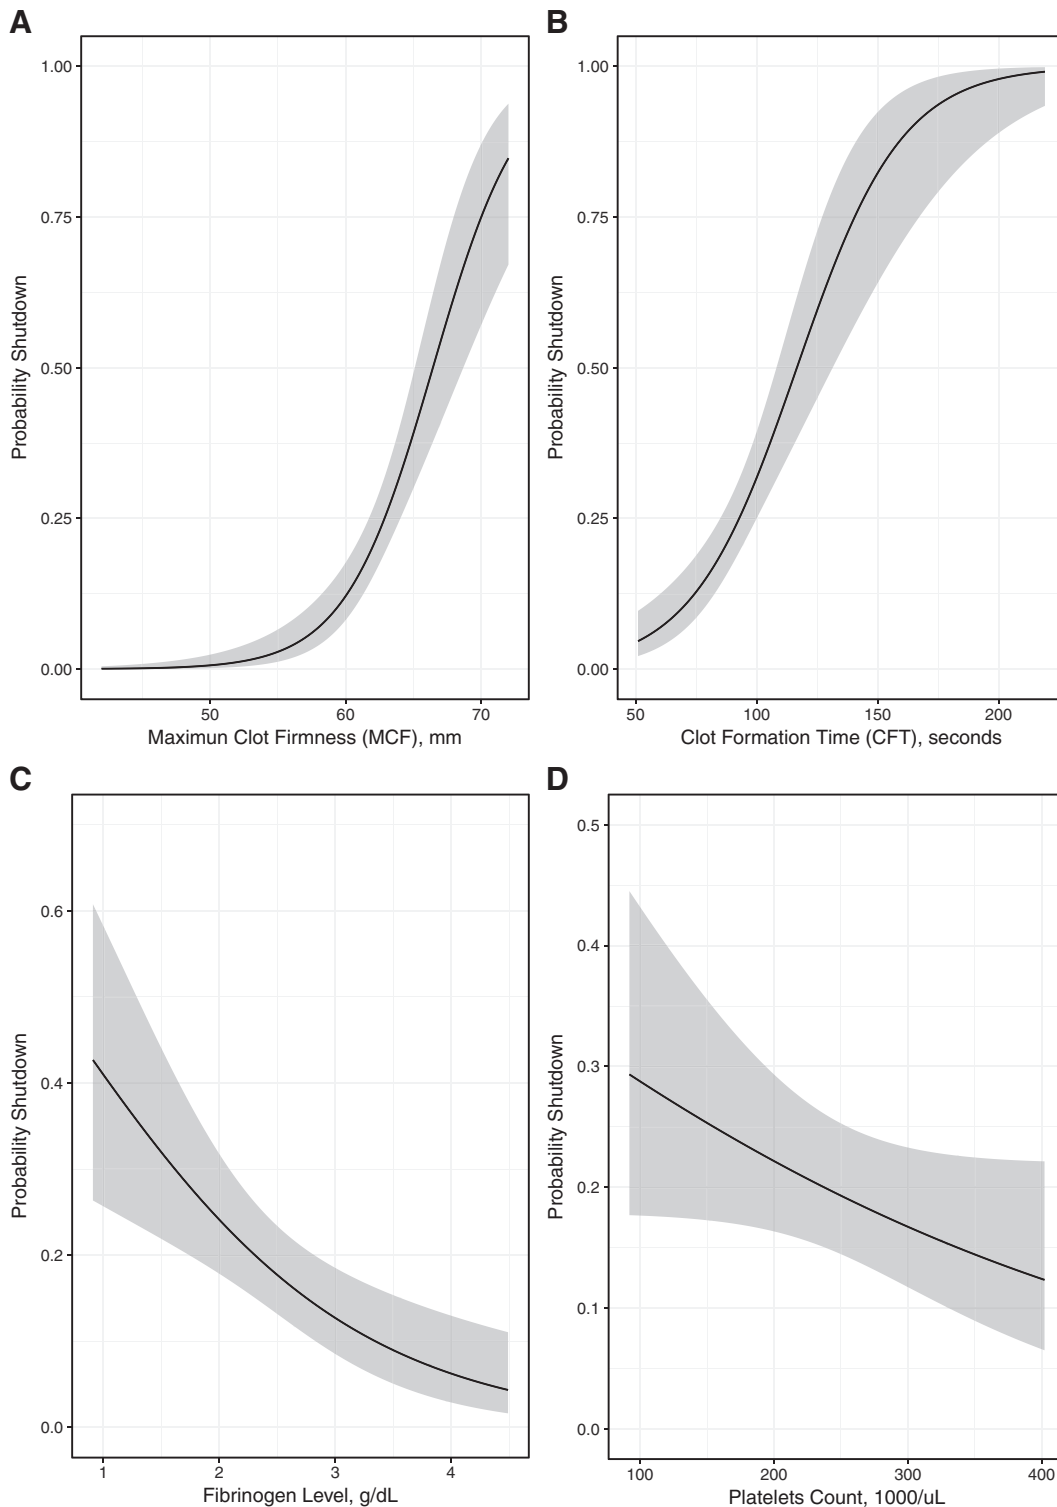 A
1.00
0.75
0.50
0.25
0.00
Probability Shutdown
50 60 70
Maximun Clot Firmness (MCF), mm
B
1.00
0.75
0.50
0.25
0.00
Probability Shutdown
50 100 150 200
Clot Formation Time (CFT), seconds
C
0.6
0.4
0.2
0.0
Probability Shutdown
1 2 3 4
Fibrinogen Level, g/dL
D
0.5
0.4
0.3
0.2
0.1
0.0
Probability Shutdown
100 200 300 400
Platelets Count, 1000/uL